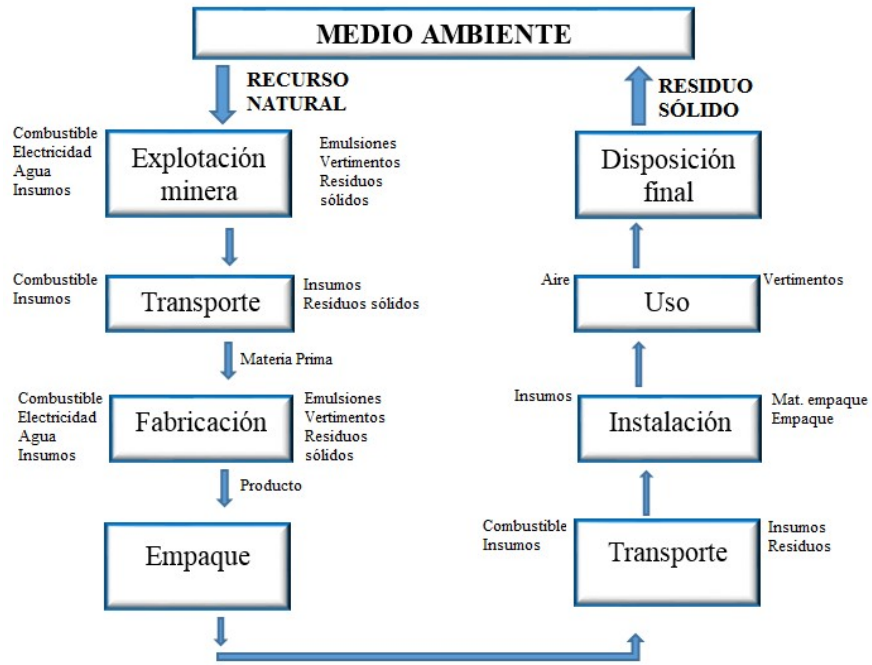 MEDIO AMBIENTE
RECURSO
NATURAL
Combustible
Electricidad
Agua
Insumos
Explotación
minera
Emulsiones
Vertimentos
Residuos
sólidos
Combustible
Insumos
Transporte
Insumos
Residuos sólidos
Materia Prima
Combustible
Electricidad
Agua
Insumos
Fabricación
Emulsiones
Vertimentos
Residuos
sólidos
Producto
Empaque
Combustible
Insumos
Transporte
Insumos
Residuos
Insumos
Instalación
Mat. empaque
Empaque
Aire
Uso
Vertimentos
Disposición
final
RESIDUO
SÓLIDO